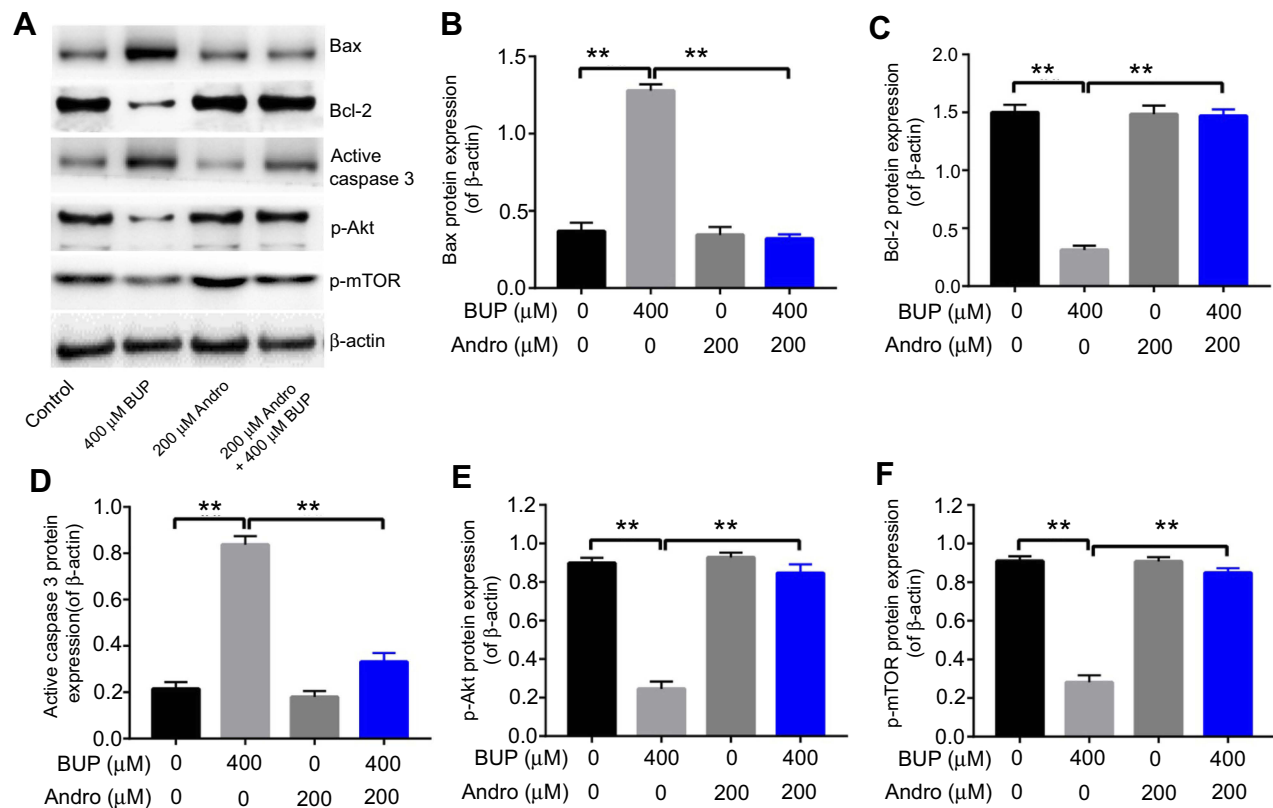 A
Bax
Bcl-2
Active
caspase 3
p-Akt
p-mTOR
β-actin
Control
400 μM BUP
200 μM Andro
200 μM Andro
+ 400 μM BUP
B
Bax protein expression
(of β-actin)
1.5
1.0
0.5
0.0
** **
BUP (μM) 0 400 0 400
Andro (μM) 0 0 200 200
C
Bcl-2 protein expression
(of β-actin)
2.0
1.5
1.0
0.5
0.0
** **
BUP (μM) 0 400 0 400
Andro (μM) 0 0 200 200
D
Active caspase 3 protein
expression(of β-actin)
1.0
0.8
0.6
0.4
0.2
0.0
** **
BUP (μM) 0 400 0 400
Andro (μM) 0 0 200 200
E
p-Akt protein expression
(of β-actin)
1.2
1.0
0.8
0.6
0.4
0.2
0.0
** **
BUP (μM) 0 400 0 400
Andro (μM) 0 0 200 200
F
p-mTOR protein expression
(of β-actin)
1.2
1.0
0.8
0.6
0.4
0.2
0.0
** **
BUP (μM) 0 400 0 400
Andro (μM) 0 0 200 200